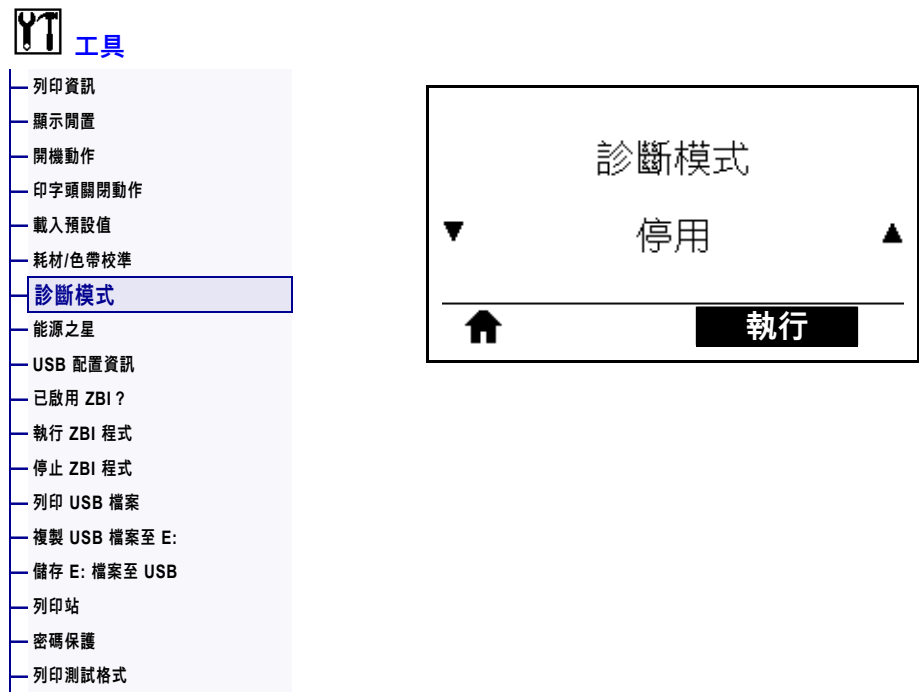 工具
列印資訊
顯示閒置
開機動作
印字頭關閉動作
載入預設值
耗材/色帶校準
診斷模式
能源之星
USB 配置資訊
已啟用 ZBI？
執行 ZBI 程式
停止 ZBI 程式
列印 USB 檔案
複製 USB 檔案至 E:
儲存 E: 檔案至 USB
列印站
密碼保護
列印測試格式
診斷模式
停用
執行